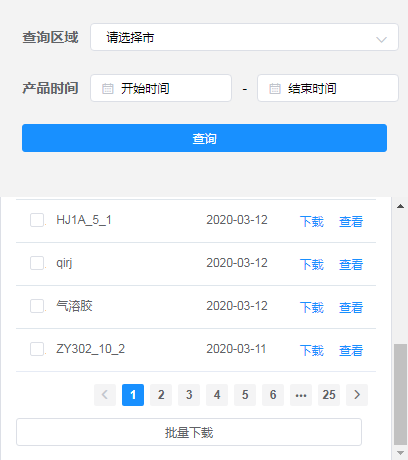 查询区域 请选择市
产品时间 开始时间 - 结束时间
查询
HJ1A_5_1 2020-03-12 下载 查看
qirj 2020-03-12 下载 查看
气溶胶 2020-03-12 下载 查看
ZY302_10_2 2020-03-11 下载 查看
1 2 3 4 5 6 ••• 25
批量下载